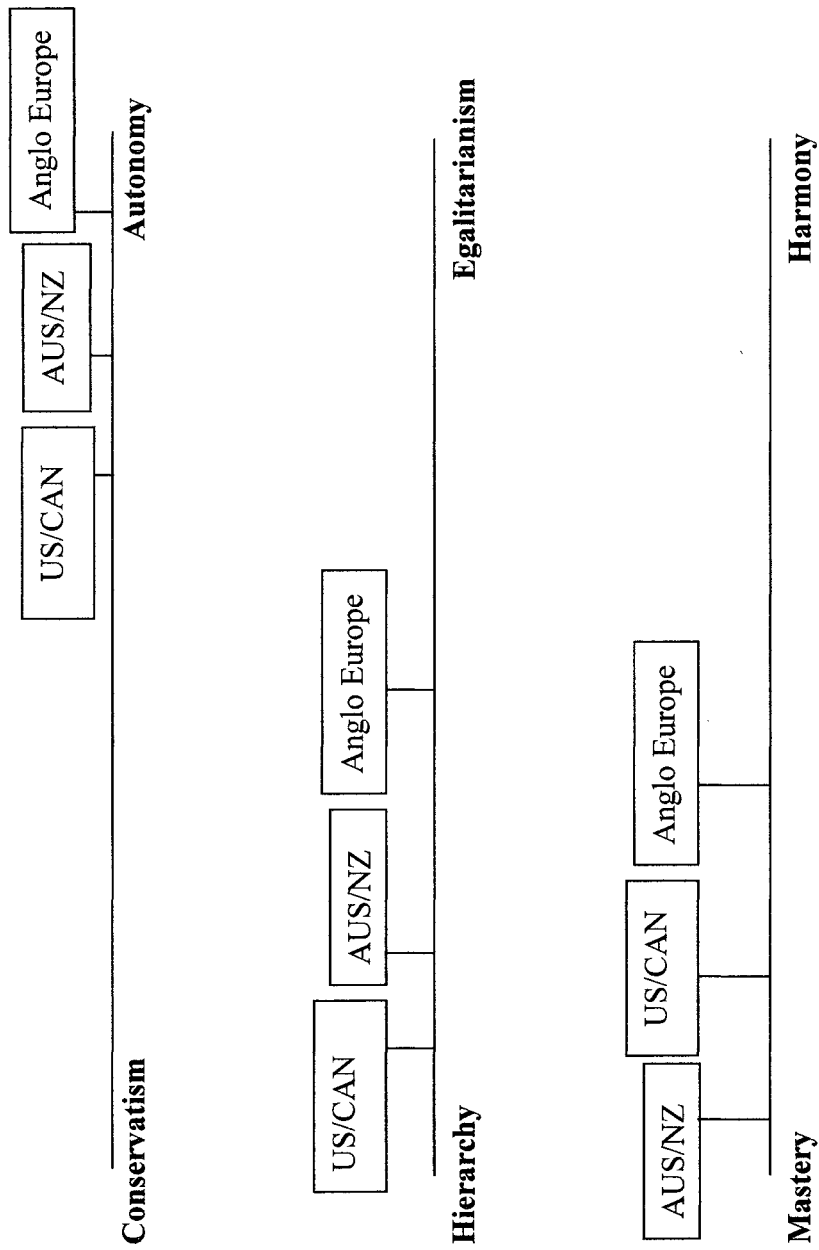 US/CAN
AUS/NZ
Anglo Europe
Conservatism
Autonomy
US/CAN
AUS/NZ
Anglo Europe
Hierarchy
Egalitarianism
AUS/NZ
US/CAN
Anglo Europe
Mastery
Harmony